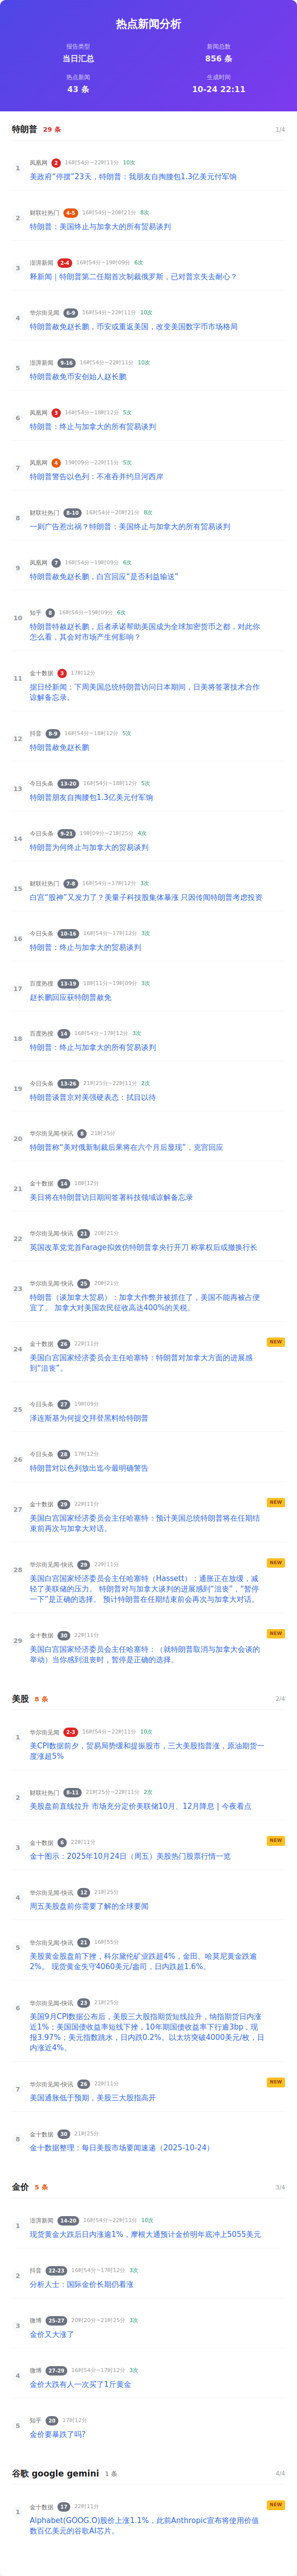 热点新闻分析
报告类型
新闻总数
当日汇总
856 条
热点新闻
生成时间
43 条
10-24 22:11
特朗普 29 条 1/4
1
凤凰网 2 16时54分~22时11分 10次
美政府“停摆”23天，特朗普：我朋友自掏腰包1.3亿美元付军饷
2
财联社热门 4-5 16时54分~20时21分 8次
特朗普：美国终止与加拿大的所有贸易谈判
3
澎湃新闻 2-4 16时54分~19时09分 6次
释新闻｜特朗普第二任期首次制裁俄罗斯，已对普京失去耐心？
4
华尔街见闻 6-9 16时54分~22时11分 10次
特朗普赦免赵长鹏，币安或重返美国，改变美国数字币市场格局
5
澎湃新闻 9-16 16时54分~22时11分 10次
特朗普赦免币安创始人赵长鹏
6
凤凰网 3 16时54分~18时12分 5次
特朗普：终止与加拿大的所有贸易谈判
7
凤凰网 4 19时09分~22时11分 5次
特朗普警告以色列：不准吞并约旦河西岸
8
财联社热门 8-10 16时54分~20时21分 8次
一则广告惹出祸？特朗普：美国终止与加拿大的所有贸易谈判
9
凤凰网 7 16时54分~19时09分 6次
特朗普赦免赵长鹏，白宫回应“是否利益输送”
10
知乎 8 16时54分~19时09分 6次
特朗普特赦赵长鹏，后者承诺帮助美国成为全球加密货币之都，对此你
怎么看，其会对市场产生何影响？
11
金十数据 3 17时12分
据日经新闻：下周美国总统特朗普访问日本期间，日美将签署技术合作
谅解备忘录。
12
抖音 8-9 16时54分~18时12分 5次
特朗普赦免赵长鹏
13
今日头条 13-20 16时54分~18时12分 5次
特朗普朋友自掏腰包1.3亿美元付军饷
14
今日头条 9-21 19时09分~21时25分 4次
特朗普为何终止与加拿大的贸易谈判
15
财联社热门 7-8 16时54分~17时12分 3次
白宫“股神”又发力了？美量子科技股集体暴涨 只因传闻特朗普考虑投资
16
今日头条 10-16 16时54分~17时12分 3次
特朗普：终止与加拿大的贸易谈判
17
百度热搜 13-19 18时11分~19时09分 3次
赵长鹏回应获特朗普赦免
18
百度热搜 14 16时54分~17时12分 3次
特朗普：终止与加拿大的所有贸易谈判
19
今日头条 13-26 21时25分~22时11分 2次
特朗普谈普京对美强硬表态：拭目以待
20
华尔街见闻-快讯 8 21时25分
特朗普称“美对俄新制裁后果将在六个月后显现”，克宫回应
21
金十数据 14 18时12分
美日将在特朗普访日期间签署科技领域谅解备忘录
22
华尔街见闻-快讯 21 20时21分
英国改革党党首Farage拟效仿特朗普拿央行开刀 称掌权后或撤换行长
23
华尔街见闻-快讯 25 20时21分
特朗普（谈加拿大贸易）：加拿大作弊并被抓住了，美国不能再被占便
宜了。 加拿大对美国农民征收高达400%的关税。
24
金十数据 26 22时11分 NEW
美国白宫国家经济委员会主任哈塞特：特朗普对加拿大方面的进展感
到“沮丧”。
25
今日头条 27 19时09分
泽连斯基为何提交拜登黑料给特朗普
26
今日头条 28 17时12分
特朗普对以色列放出迄今最明确警告
27
金十数据 29 22时11分 NEW
美国白宫国家经济委员会主任哈塞特：预计美国总统特朗普将在任期结
束前再次与加拿大对话。
28
华尔街见闻-快讯 29 22时11分 NEW
美国白宫国家经济委员会主任哈塞特（Hassett）：通胀正在放缓，减
轻了美联储的压力。 特朗普对与加拿大谈判的进展感到“沮丧”，“暂停
一下”是正确的选择。 预计特朗普在任期结束前会再次与加拿大对话。
29
金十数据 30 22时11分 NEW
美国白宫国家经济委员会主任哈塞特：（就特朗普取消与加拿大会谈的
举动）当你感到沮丧时，暂停是正确的选择。
美股 8 条 2/4
1
华尔街见闻 2-3 16时54分~22时11分 10次
美CPI数据前夕，贸易局势缓和提振股市，三大美股指普涨，原油期货一
度涨超5%
2
财联社热门 8-11 21时25分~22时11分 2次
美股盘前直线拉升 市场充分定价美联储10月、12月降息 | 今夜看点
3
金十数据 6 22时11分 NEW
金十图示：2025年10月24日（周五）美股热门股票行情一览
4
华尔街见闻-快讯 12 21时25分
周五美股盘前你需要了解的全球要闻
5
华尔街见闻-快讯 21 16时55分
美股黄金股盘前下挫，科尔黛伦矿业跌超4%，金田、哈莫尼黄金跌逾
2%。 现货黄金失守4060美元/盎司，日内跌超1.6%。
6
华尔街见闻-快讯 23 21时25分
美国9月CPI数据公布后，美股三大股指期货短线拉升，纳指期货日内涨
近1%；美国国债收益率短线下挫，10年期国债收益率下行逾3bp，现
报3.97%；美元指数跳水，日内跌0.2%。以太坊突破4000美元/枚，日
内涨近4%。
7
华尔街见闻-快讯 26 22时11分 NEW
美国通胀低于预期，美股三大股指高开
8
金十数据 30 21时25分
金十数据整理：每日美股市场要闻速递（2025-10-24）
金价 5 条 3/4
1
澎湃新闻 14-20 16时54分~22时11分 10次
现货黄金大跌后日内涨逾1%，摩根大通预计金价明年底冲上5055美元
2
抖音 22-23 16时54分~17时12分 3次
分析人士：国际金价长期仍看涨
3
微博 25-27 20时20分~21时25分 3次
金价又大涨了
4
微博 27-29 16时54分~17时12分 3次
金价大跌有人一次买了1斤黄金
5
知乎 20 17时12分
金价要暴跌了吗?
谷歌 google gemini 1 条 4/4
1
金十数据 17 22时11分 NEW
Alphabet(GOOG.O)股价上涨1.1%，此前Anthropic宣布将使用价值
数百亿美元的谷歌AI芯片。